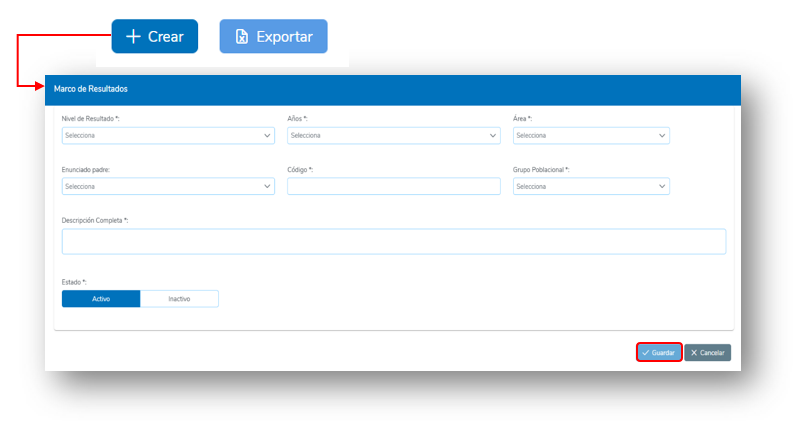 Crear Exportar
Marco de Resultados
Nivel de Resultado *: Años *: Área *:
Selecciona Selecciona Selecciona
Enunciado padre: Código *: Grupo Poblacional *:
Selecciona Selecciona
Descripción Completa *:
Estado *:
Activo Inactivo
Guardar Cancelar